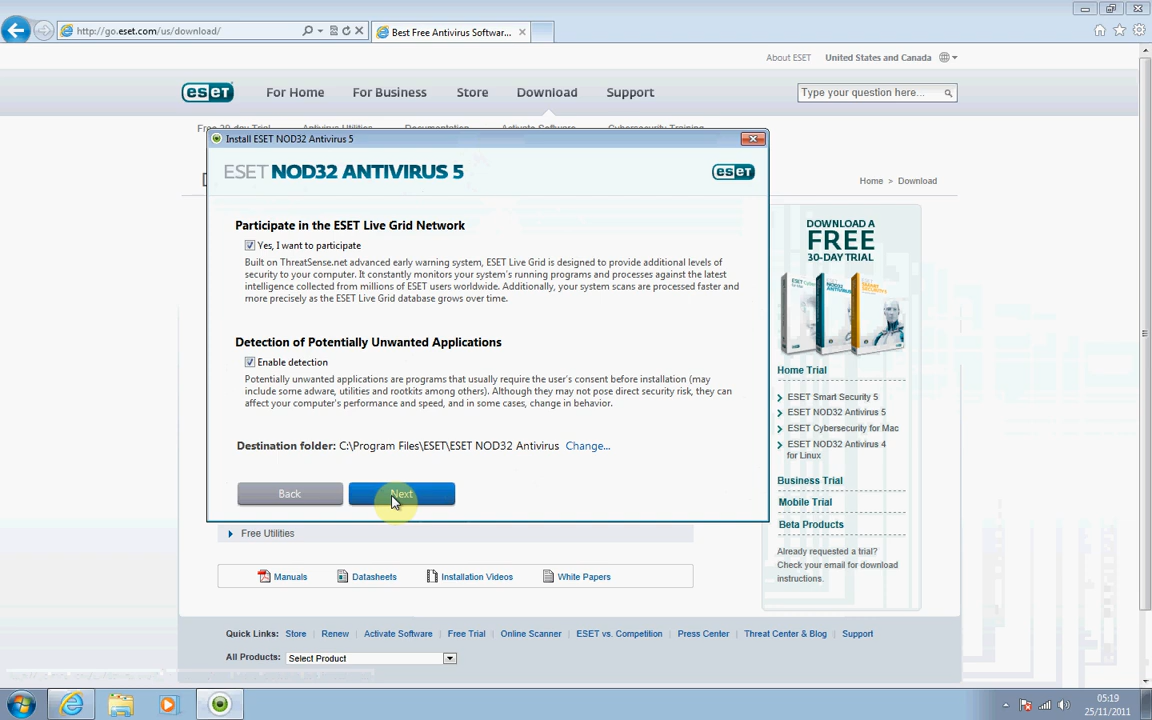 http://go.eset.com/us/download/
Best Free Antivirus Softwar...
About ESET
United States and Canada
eseT
For Home
For Business
Store
Download
Support
Type your question here...
Install ESET NOD32 Antivirus 5
ESET NOD32 ANTIVIRUS 5
eseT
Home > Download
Participate in the ESET Live Grid Network
Yes, I want to participate
Built on ThreatSense.net advanced early warning system, ESET Live Grid is designed to provide additional levels of
security to your computer. It constantly monitors your system's running programs and processes against the latest
intelligence collected from millions of ESET users worldwide. Additionally, your system scans are processed faster and
more precisely as the ESET Live Grid database grows over time.
Detection of Potentially Unwanted Applications
Enable detection
Potentially unwanted applications are programs that usually require the user's consent before installation (may
include some adware, utilities and rootkits among others). Although they may not pose direct security risk, they can
affect your computer's performance and speed, and in some cases, change in behavior.
Destination folder: C:\Program Files\ESET\ESET NOD32 Antivirus Change...
Back
Next
DOWNLOAD A
FREE
30-DAY TRIAL
Home Trial
ESET Smart Security 5
ESET NOD32 Antivirus 5
ESET Cybersecurity for Mac
ESET NOD32 Antivirus 4
for Linux
Business Trial
Mobile Trial
Beta Products
Already requested a trial?
Check your email for download
instructions.
Free Utilities
Manuals
Datasheets
Installation Videos
White Papers
Quick Links: Store | Renew | Activate Software | Free Trial | Online Scanner | ESET vs. Competition | Press Center | Threat Center & Blog | Support
All Products: Select Product
05:19
25/11/2011